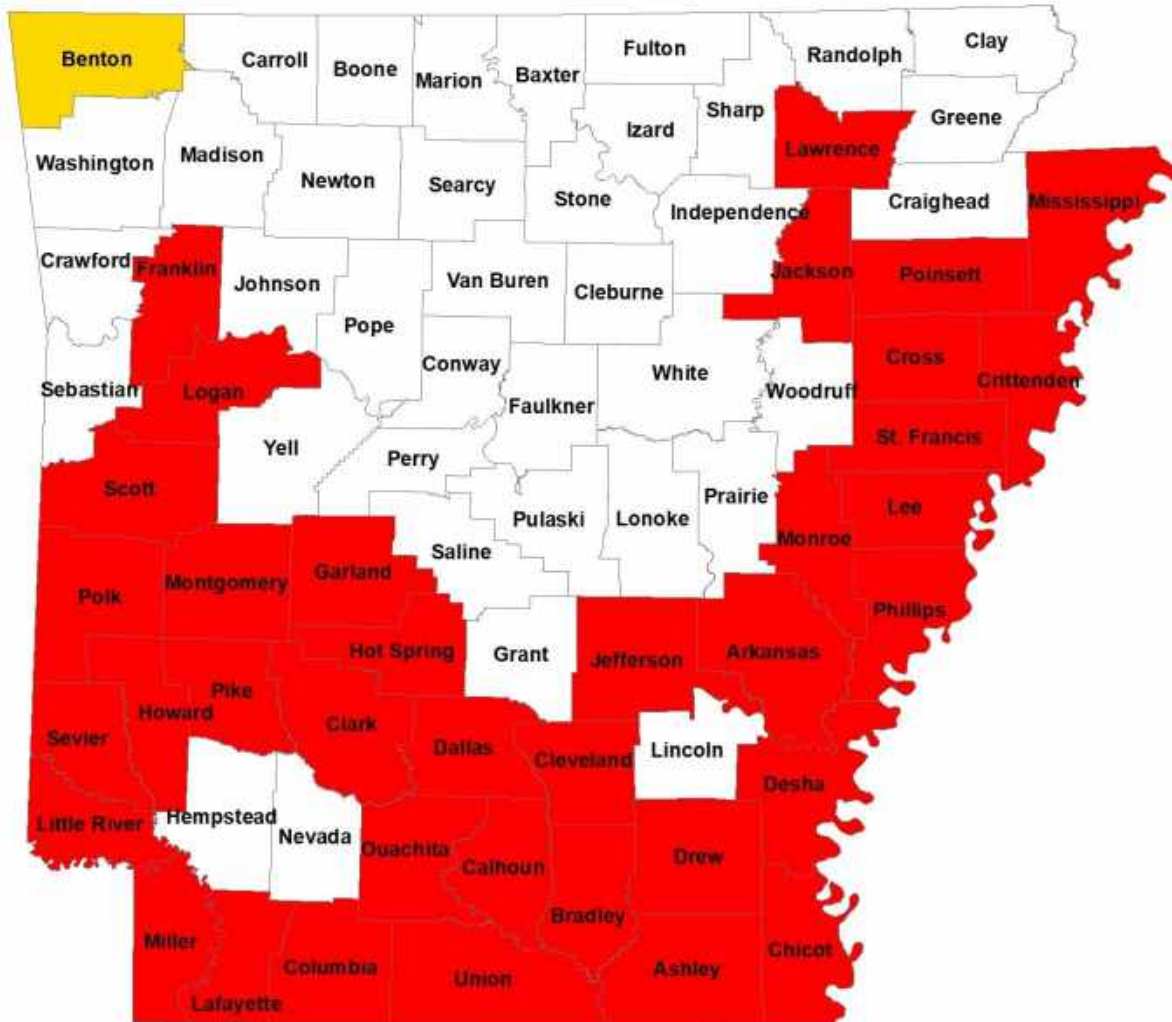 Benton
Carroll
Boone
Marion
Baxter
Fulton
Randolph
Clay
Sharp
Izard
Greene
Lawrence
Washington
Madison
Newton
Searcy
Stone
Independence
Craighead
Mississippi
Crawford
Franklin
Johnson
Van Buren
Cleburne
Jackson
Poinsett
Pope
Conway
White
Cross
Crittenden
Sebastian
Logan
Faulkner
Woodruff
St. Francis
Yell
Perry
Scott
Pulaski
Lonoke
Prairie
Lee
Saline
Monroe
Polk
Montgomery
Garland
Phillips
Hot Spring
Grant
Jefferson
Arkansas
Pike
Howard
Clark
Sevier
Dallas
Cleveland
Lincoln
Desha
Little River
Hempstead
Nevada
Ouachita
Calhoun
Drew
Bradley
Miller
Columbia
Union
Ashley
Chicot
Lafayette